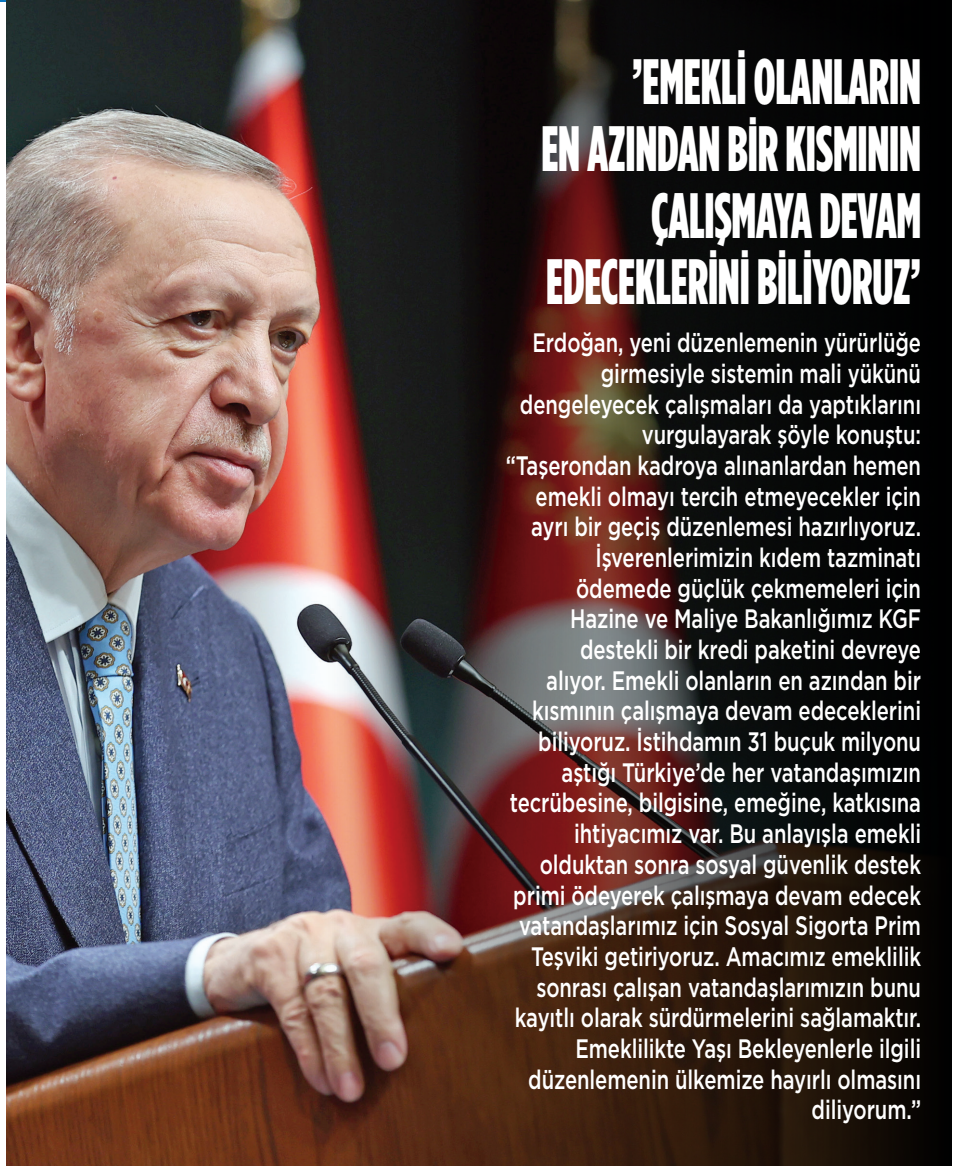 ’EMEKLİ OLANLARIN
EN AZINDAN BİR KISMININ
ÇALIŞMAYA DEVAM
EDECEKLERİNİ BİLİYORUZ’
Erdoğan, yeni düzenlemenin yürürlüğe
girmesiyle sistemin mali yükünü
dengeleyecek çalışmaları da yaptıklarını
vurgulayarak şöyle konuştu:
“Taşerondan kadroya alınanlardan hemen
emekli olmayı tercih etmeyecekler için
ayrı bir geçiş düzenlemesi hazırlıyoruz.
İşverenlerimizin kıdem tazminatı
ödemede güçlük çekmemeleri için
Hazine ve Maliye Bakanlığımız KGF
destekli bir kredi paketini devreye
alıyor. Emekli olanların en azından bir
kısmının çalışmaya devam edeceklerini
biliyoruz. İstihdamın 31 buçuk milyonu
aştığı Türkiye’de her vatandaşımızın
tecrübesine, bilgisine, emeğine, katkısına
ihtiyacımız var. Bu anlayışla emekli
olduktan sonra sosyal güvenlik destek
primi ödeyerek çalışmaya devam edecek
vatandaşlarımız için Sosyal Sigorta Prim
Teşviki getiriyoruz. Amacımız emeklilik
sonrası çalışan vatandaşlarımızın bunu
kayıtlı olarak sürdürmelerini sağlamaktır.
Emeklilikte Yaşı Bekleyenlerle ilgili
düzenlemenin ülkemize hayırlı olmasını
diliyorum.”